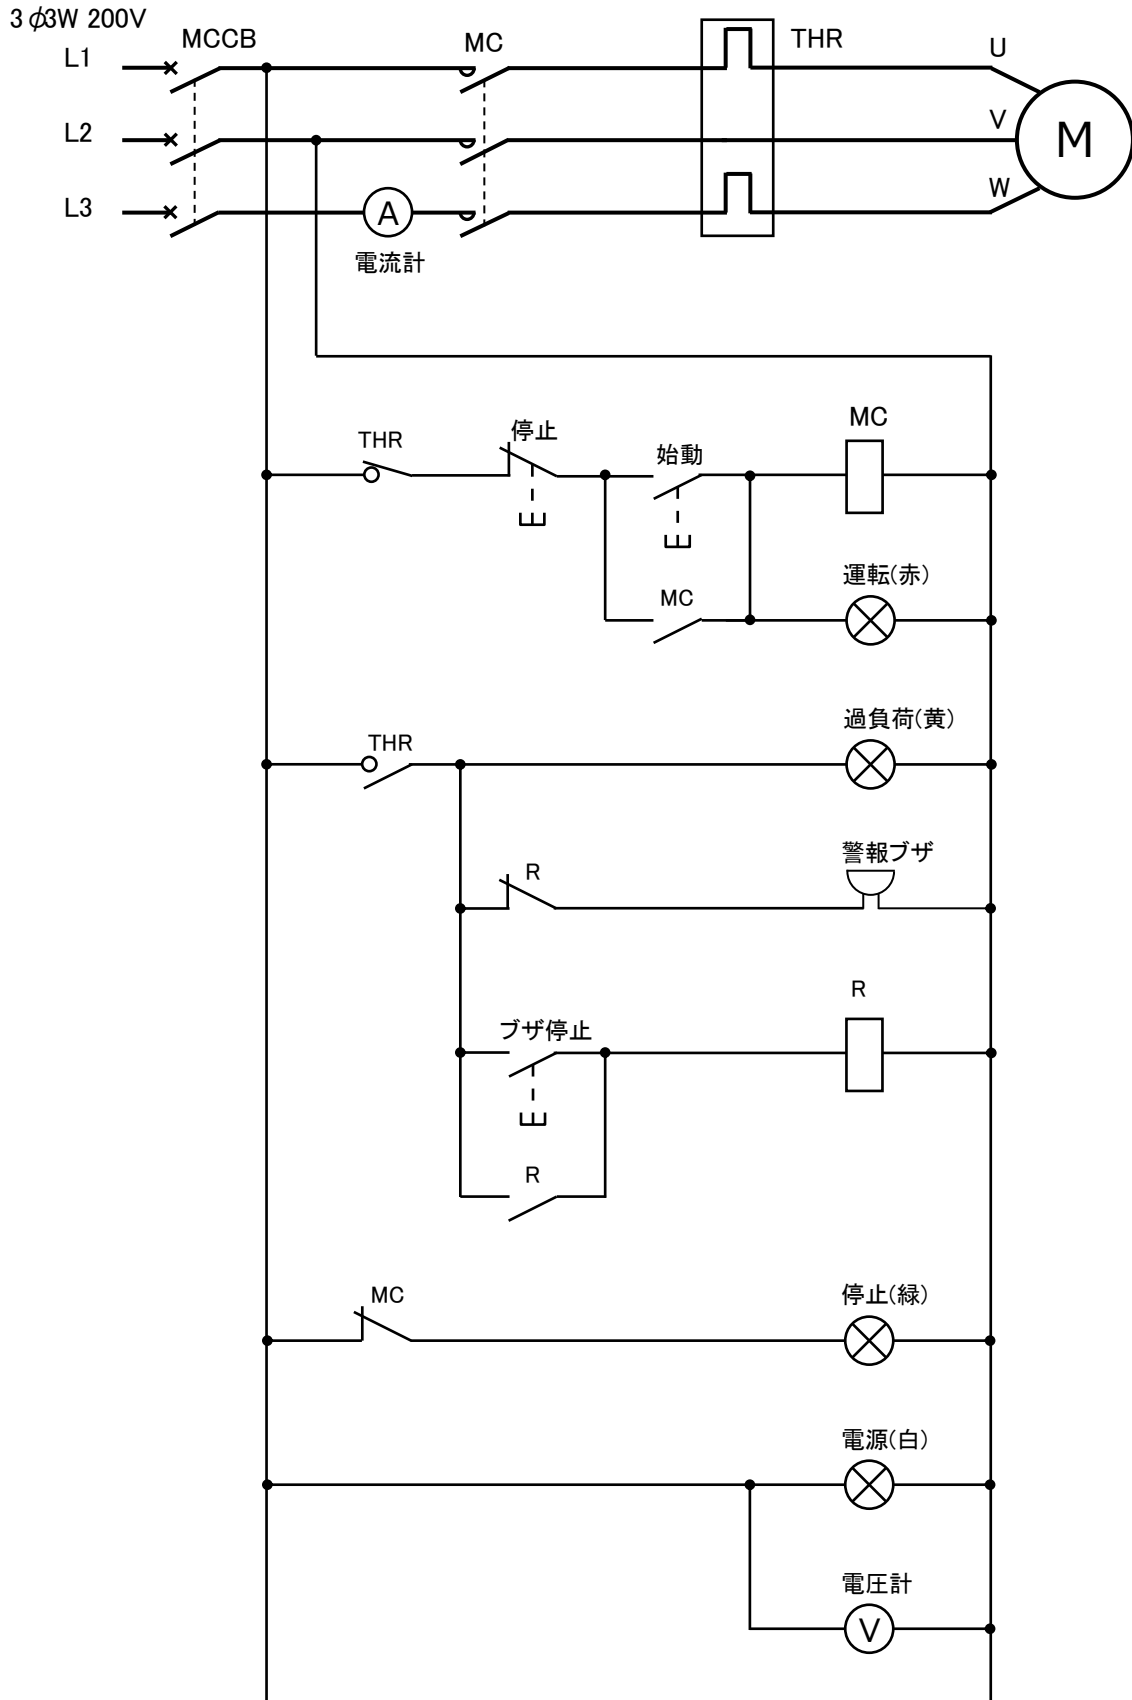 3φ3W 200V
MCCB
MC
THR
L1
U
L2
V
M
L3
A
W
電流計
THR
停止
始動
MC
MC
運転(赤)
THR
過負荷(黄)
R
警報ブザ
ブザ停止
R
R
MC
停止(緑)
電源(白)
電圧計
V